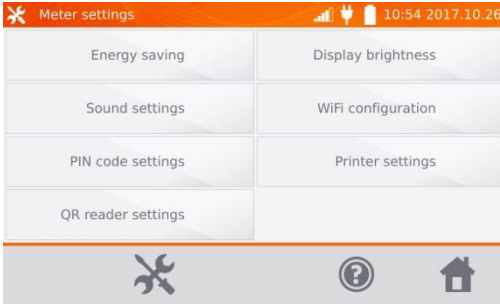 Meter settings 10:54 2017.10.26
Energy saving Display brightness
Sound settings WiFi configuration
PIN code settings Printer settings
QR reader settings
?